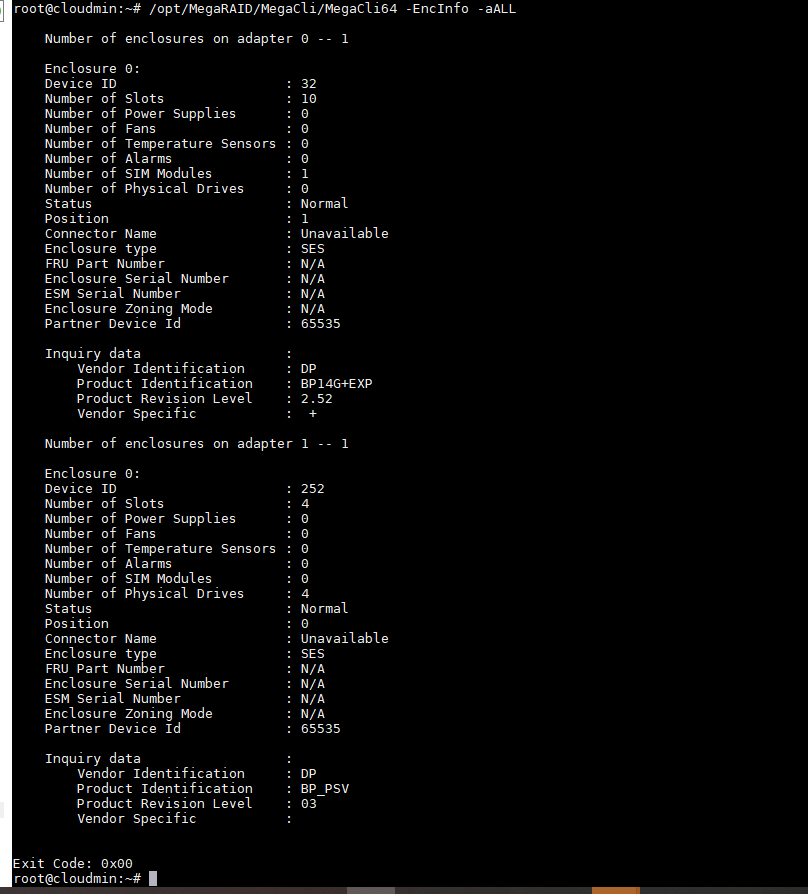 root@cloudmin:~# /opt/MegaRAID/MegaCli/MegaCli64 -EncInfo -aALL
Number of enclosures on adapter 0 -- 1
Enclosure 0:
Device ID : 32
Number of Slots : 10
Number of Power Supplies : 0
Number of Fans : 0
Number of Temperature Sensors : 0
Number of Alarms : 0
Number of SIM Modules : 1
Number of Physical Drives : 0
Status : Normal
Position : 1
Connector Name : Unavailable
Enclosure type : SES
FRU Part Number : N/A
Enclosure Serial Number : N/A
ESM Serial Number : N/A
Enclosure Zoning Mode : N/A
Partner Device Id : 65535
Inquiry data :
Vendor Identification : DP
Product Identification : BP14G+EXP
Product Revision Level : 2.52
Vendor Specific : +
Number of enclosures on adapter 1 -- 1
Enclosure 0:
Device ID : 252
Number of Slots : 4
Number of Power Supplies : 0
Number of Fans : 0
Number of Temperature Sensors : 0
Number of Alarms : 0
Number of SIM Modules : 0
Number of Physical Drives : 4
Status : Normal
Position : 0
Connector Name : Unavailable
Enclosure type : SES
FRU Part Number : N/A
Enclosure Serial Number : N/A
ESM Serial Number : N/A
Enclosure Zoning Mode : N/A
Partner Device Id : 65535
Inquiry data :
Vendor Identification : DP
Product Identification : BP_PSV
Product Revision Level : 03
Vendor Specific :
Exit Code: 0x00
root@cloudmin:~#